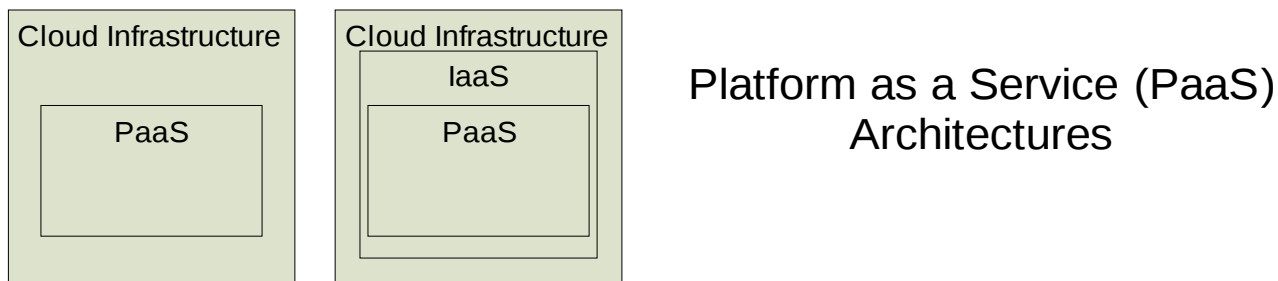 Cloud Infrastructure
PaaS
Cloud Infrastructure
IaaS
PaaS
Platform as a Service (PaaS)
Architectures